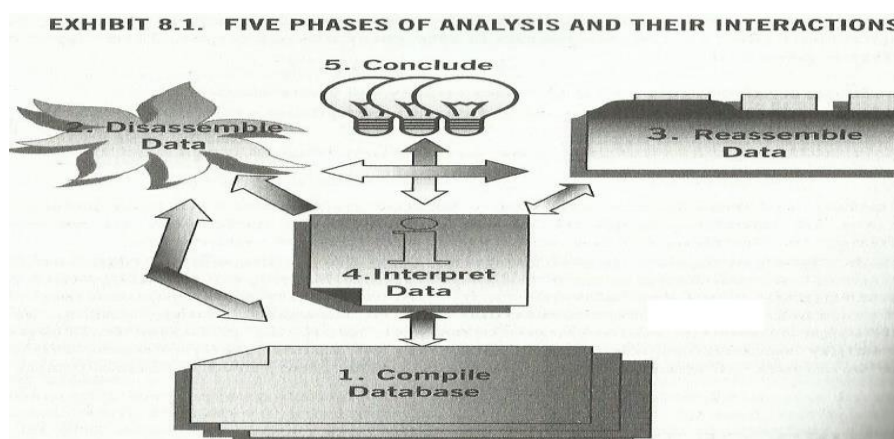 EXHIBIT 8.1.. FIVE PHASES OF ANALYSIS AND THEIR INTERACTIONS
5. Conclude
2. Disassemble
Data
3. Reassemble
Data
4.Interpret
Data
1. Compile
Database